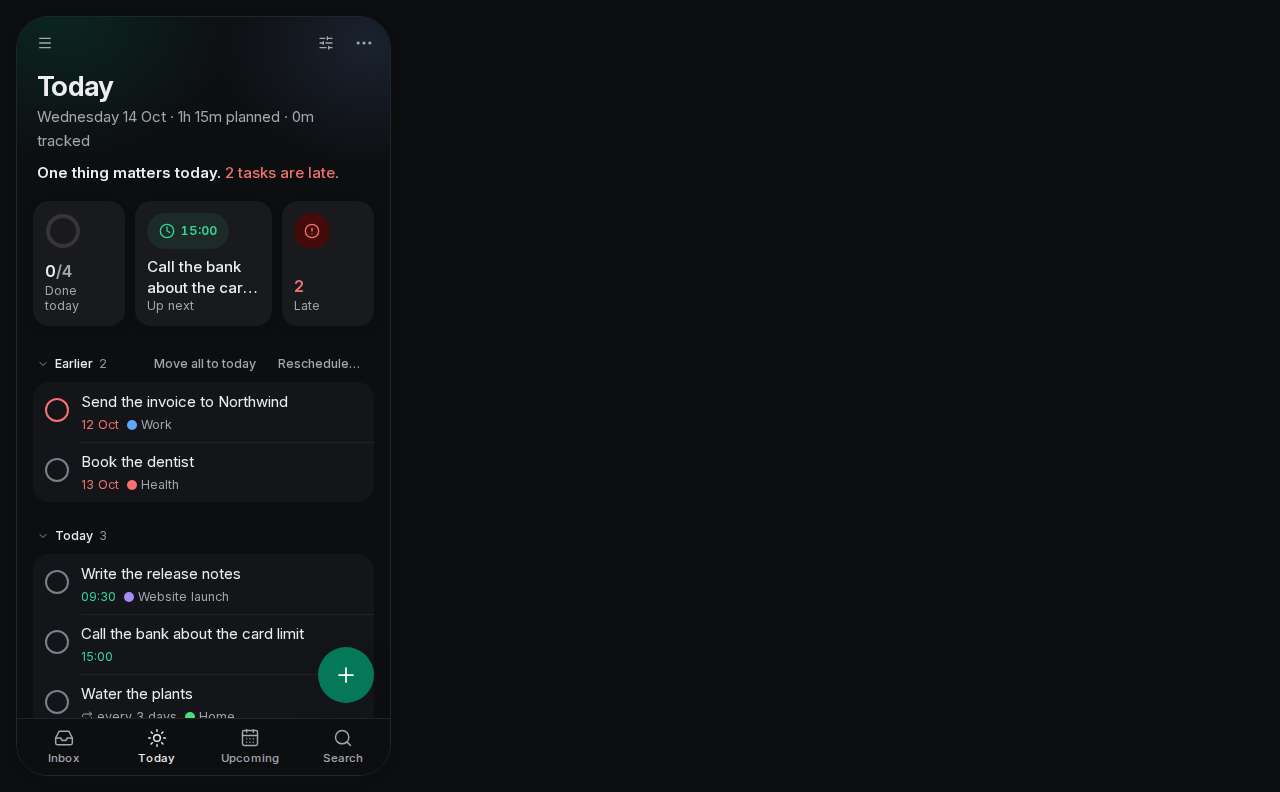 Today
Wednesday 14 Oct · 1h 15m planned · 0m
tracked
One thing matters today. 2 tasks are late.
0/4
Done
today
15:00
Call the bank
about the car…
Up next
2
Late
Earlier 2 Move all to today Reschedule…
Send the invoice to Northwind
12 Oct Work
Book the dentist
13 Oct Health
Today 3
Write the release notes
09:30 Website launch
Call the bank about the card limit
15:00
Water the plants
every 3 days Home
Inbox Today Upcoming Search